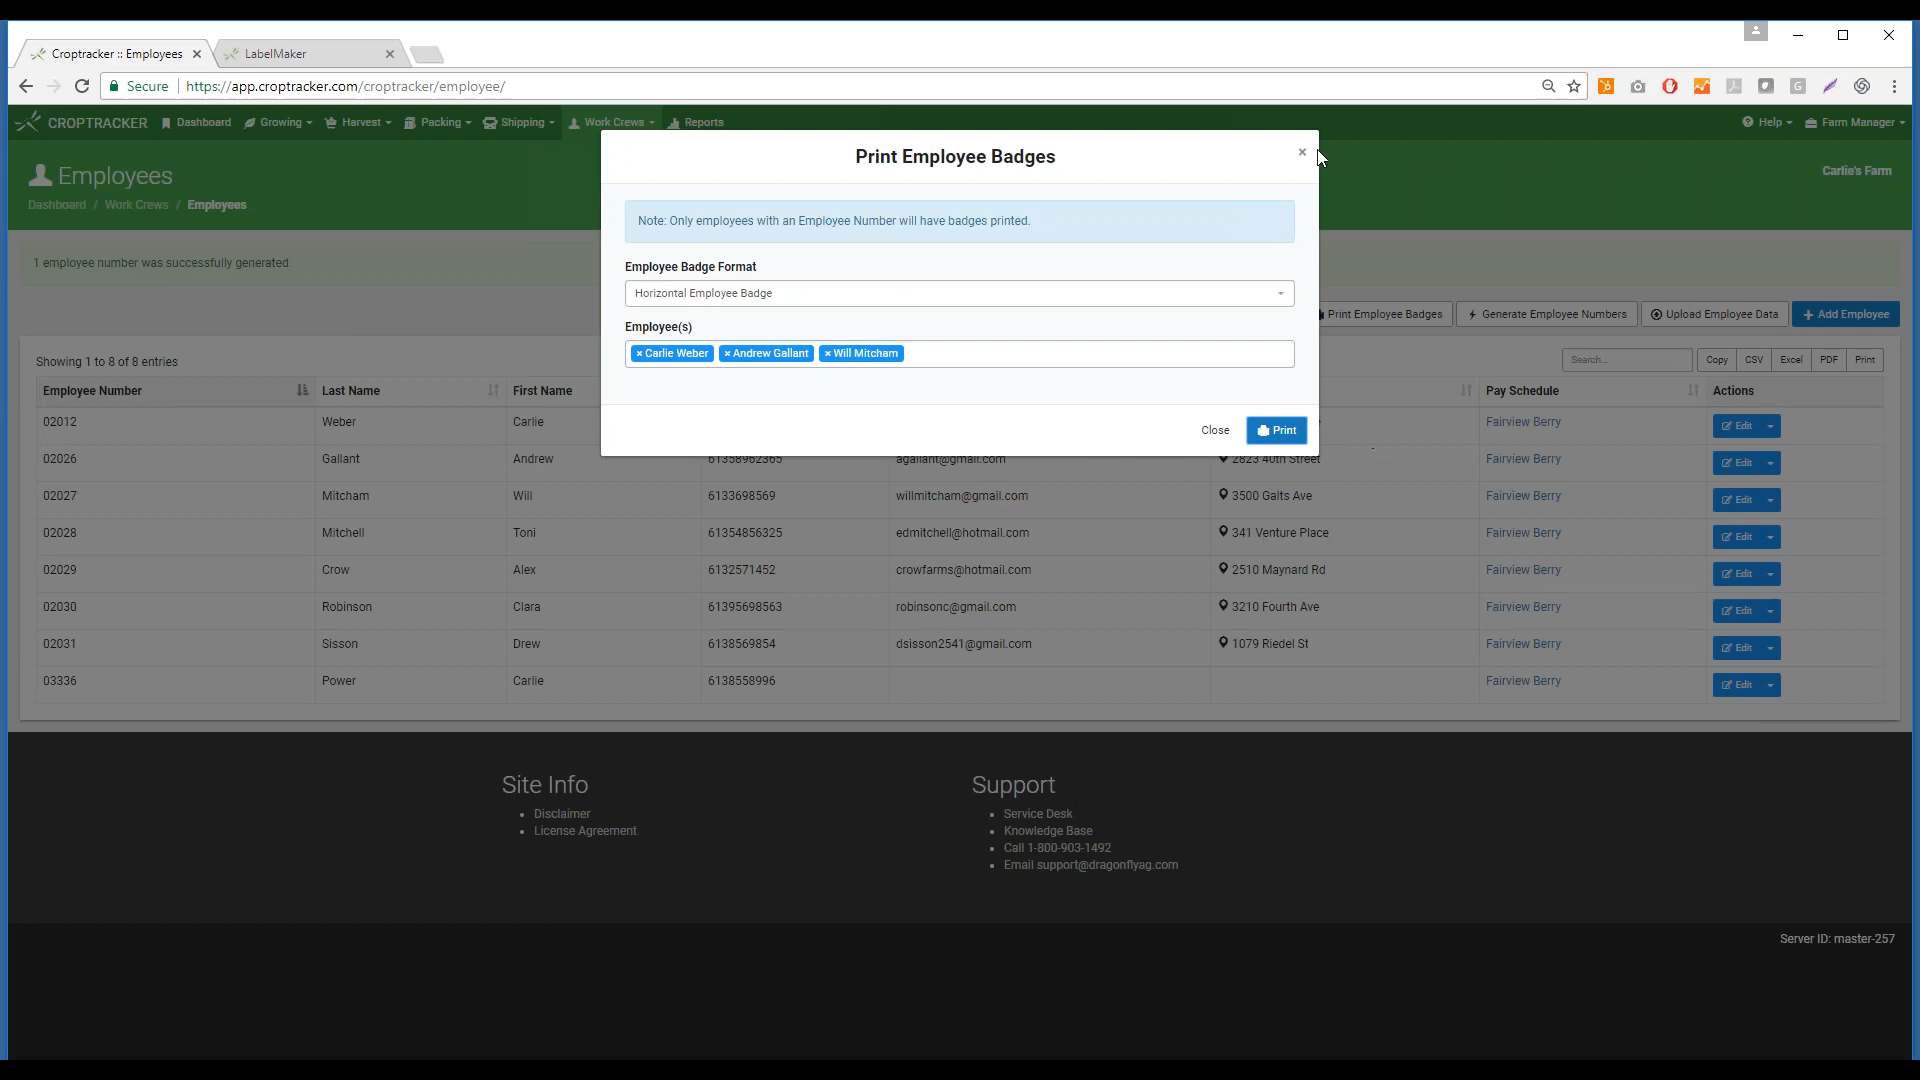 Croptracker :: Employees
LabelMaker
Secure
https://app.croptracker.com/croptracker/employee/
CROPTRACKER
Dashboard
Growing
Harvest
Packing
Shipping
Work Crews
Reports
Help
Farm Manager
Employees
Dashboard / Work Crews / Employees
Carlie's Farm
1 employee number was successfully generated
Print Employee Badges
×
Note: Only employees with an Employee Number will have badges printed.
Employee Badge Format
Horizontal Employee Badge
Employee(s)
× Carlie Weber × Andrew Gallant × Will Mitcham
Close
Print
Print Employee Badges
Generate Employee Numbers
Upload Employee Data
+ Add Employee
Showing 1 to 8 of 8 entries
Search...
Copy CSV Excel PDF Print
Employee Number Last Name First Name Pay Schedule Actions
02012 Weber Carlie Fairview Berry Edit
02026 Gallant Andrew 61358962365 agallant@gmail.com 2823 40th Street Fairview Berry Edit
02027 Mitcham Will 6133698569 willmitcham@gmail.com 3500 Galts Ave Fairview Berry Edit
02028 Mitchell Toni 61354856325 edmitchell@hotmail.com 341 Venture Place Fairview Berry Edit
02029 Crow Alex 6132571452 crowfarms@hotmail.com 2510 Maynard Rd Fairview Berry Edit
02030 Robinson Clara 61395698563 robinsonc@gmail.com 3210 Fourth Ave Fairview Berry Edit
02031 Sisson Drew 6138569854 dsisson2541@gmail.com 1079 Riedel St Fairview Berry Edit
03336 Power Carlie 6138558996 Fairview Berry Edit
Site Info
Disclaimer
License Agreement
Support
Service Desk
Knowledge Base
Call 1-800-903-1492
Email support@dragonflyag.com
Server ID: master-257